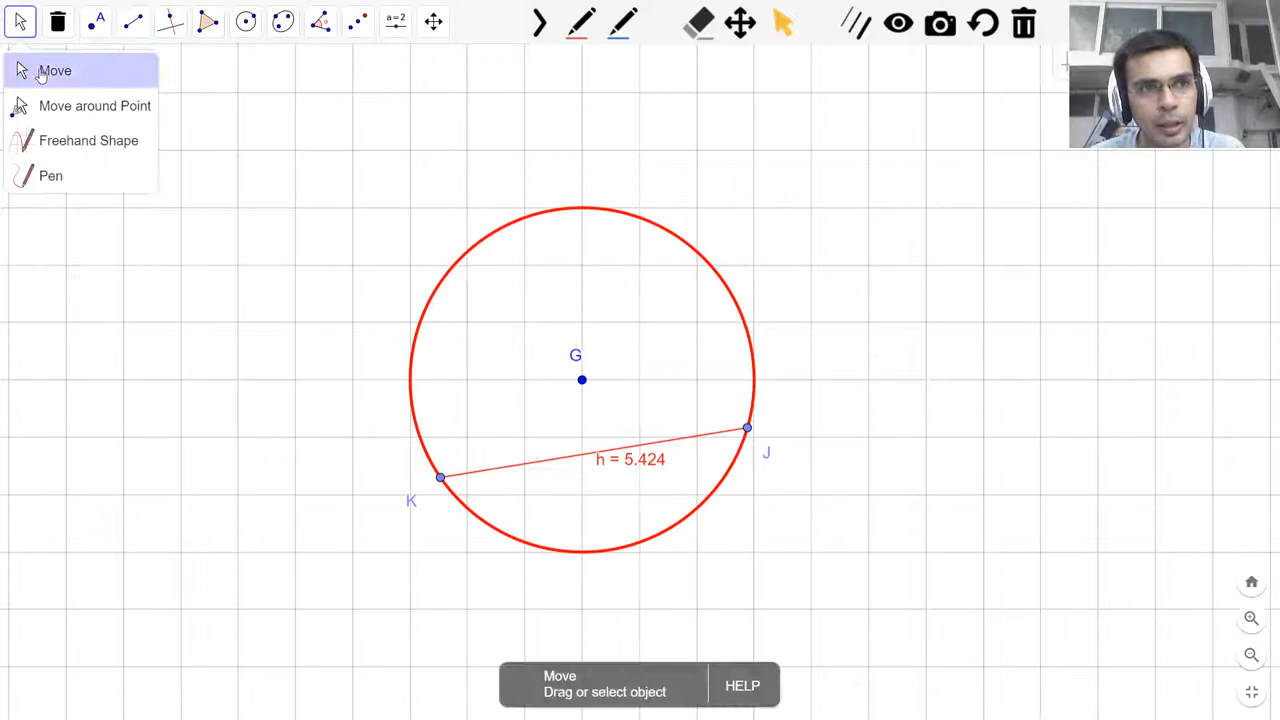 A
a=2
Move
Move around Point
Freehand Shape
Pen
G
h = 5.424
J
K
Move
Drag or select object
HELP